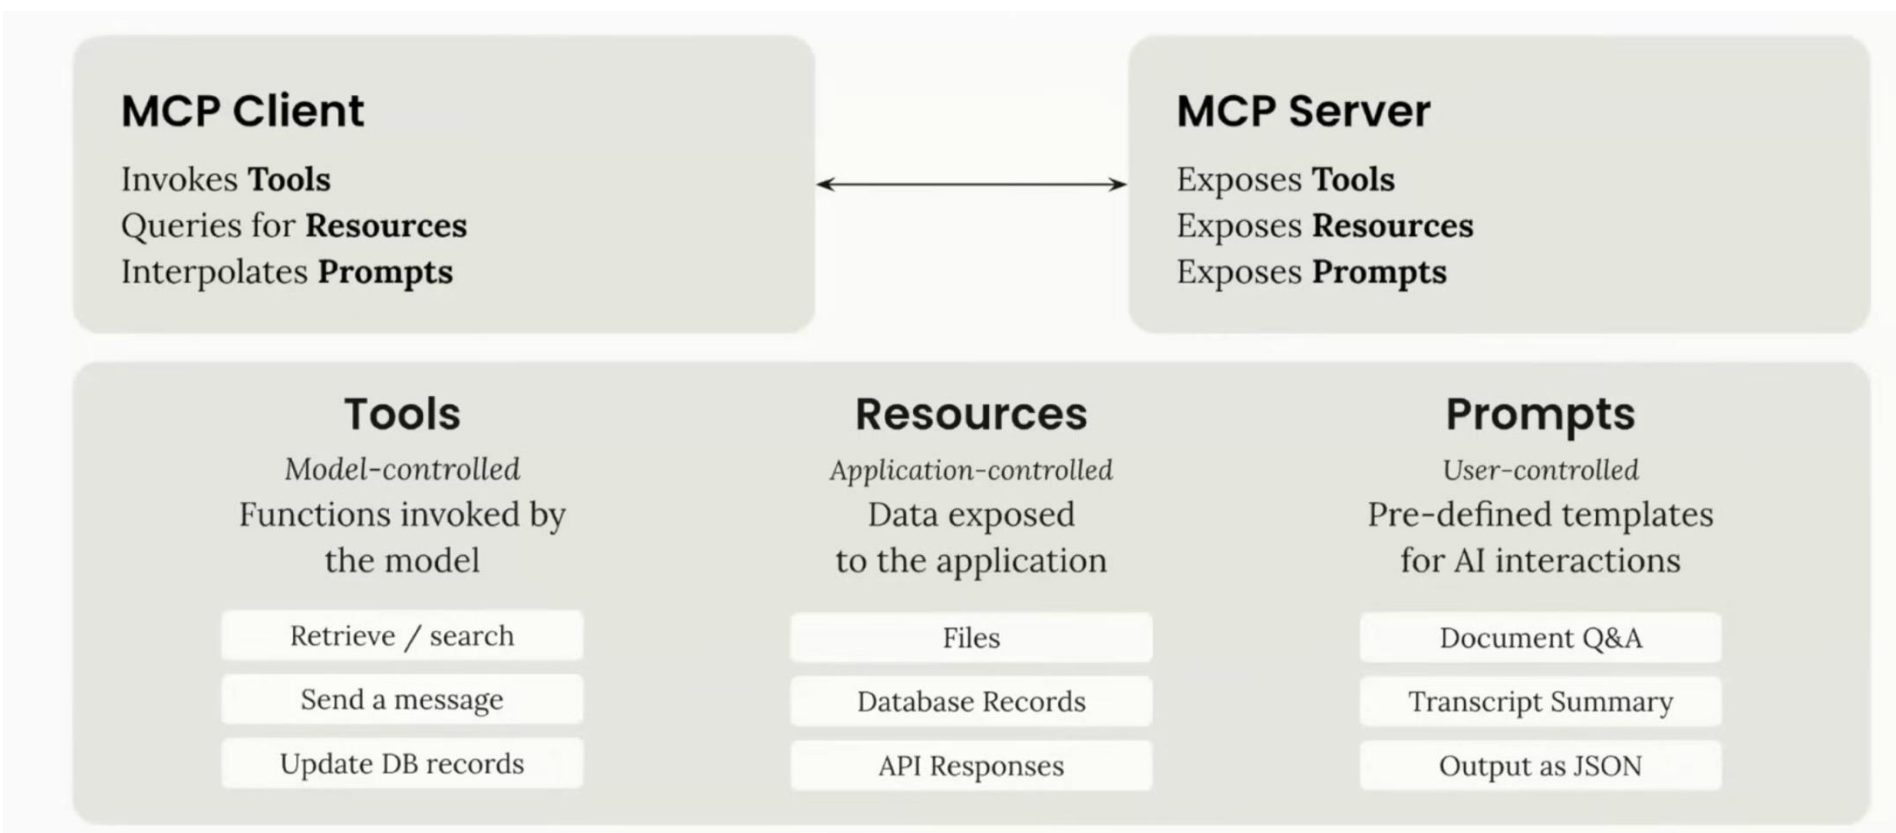 MCP Client
Invokes Tools
Queries for Resources
Interpolates Prompts
MCP Server
Exposes Tools
Exposes Resources
Exposes Prompts
Tools
Model-controlled
Functions invoked by
the model
Retrieve / search
Send a message
Update DB records
Resources
Application-controlled
Data exposed
to the application
Files
Database Records
API Responses
Prompts
User-controlled
Pre-defined templates
for AI interactions
Document Q&A
Transcript Summary
Output as JSON